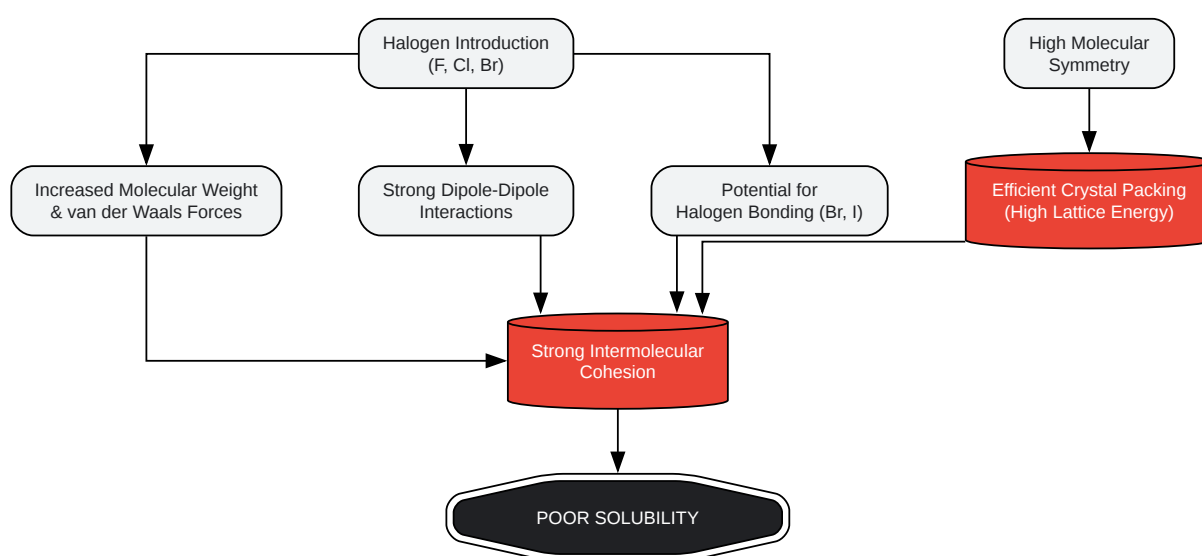 Halogen Introduction
(F, Cl, Br)
High Molecular
Symmetry
Increased Molecular Weight
& van der Waals Forces
Strong Dipole-Dipole
Interactions
Potential for
Halogen Bonding (Br, I)
Efficient Crystal Packing
(High Lattice Energy)
Strong Intermolecular
Cohesion
POOR SOLUBILITY